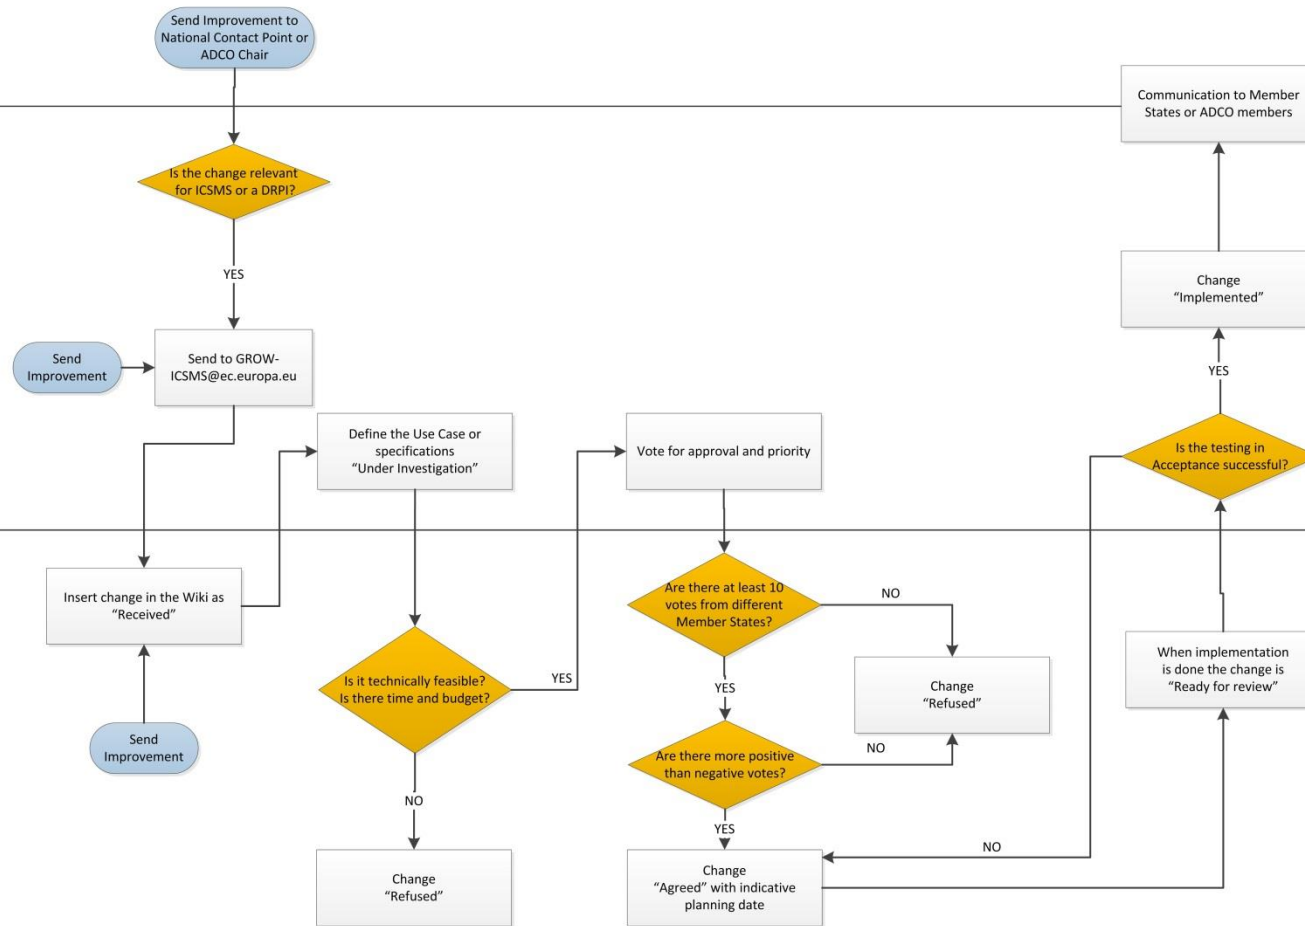 Send Improvement to
National Contact Point or
ADCO Chair
Communication to Member
States or ADCO members
Is the change relevant
for ICSMS or a DRPI?
YES
Change
“Implemented”
Send
Improvement
Send to GROW-
ICSMS@ec.europa.eu
YES
Define the Use Case or
specifications
“Under Investigation”
Vote for approval and priority
Is the testing in
Acceptance successful?
Insert change in the Wiki as
“Received”
Are there at least 10
votes from different
Member States?
NO
When implementation
is done the change is
“Ready for review”
Is it technically feasible?
Is there time and budget?
YES
YES
Change
“Refused”
Send
Improvement
Are there more positive
than negative votes?
NO
NO
YES
NO
Change
“Refused”
Change
“Agreed” with indicative
planning date